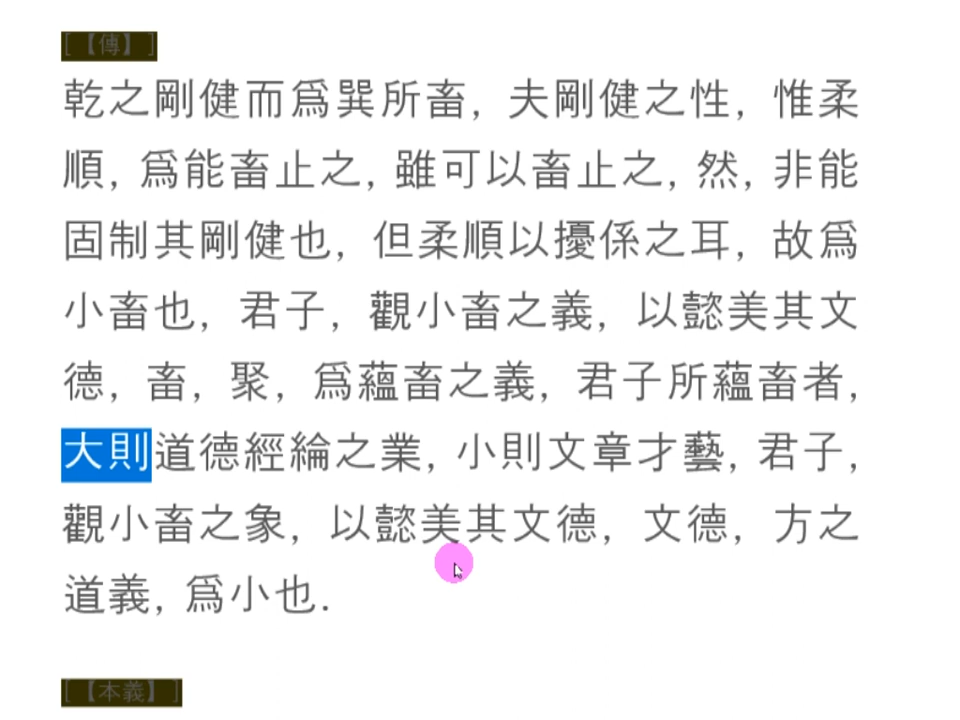 [【傳】]
乾之剛健而爲巽所畜, 夫剛健之性, 惟柔
順, 爲能畜止之, 雖可以畜止之, 然, 非能
固制其剛健也, 但柔順以擾係之耳, 故爲
小畜也, 君子, 觀小畜之義, 以懿美其文
德, 畜, 聚, 爲蘊畜之義, 君子所蘊畜者,
大則道德經綸之業, 小則文章才藝, 君子,
觀小畜之象, 以懿美其文德, 文德, 方之
道義, 爲小也.
[【本義】]